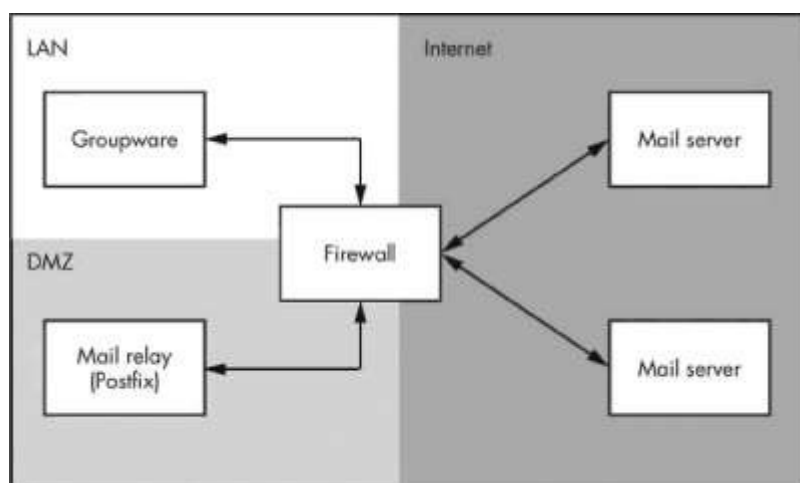 LAN
Internet
Groupware
Mail server
Firewall
DMZ
Mail relay
(Postfix)
Mail server